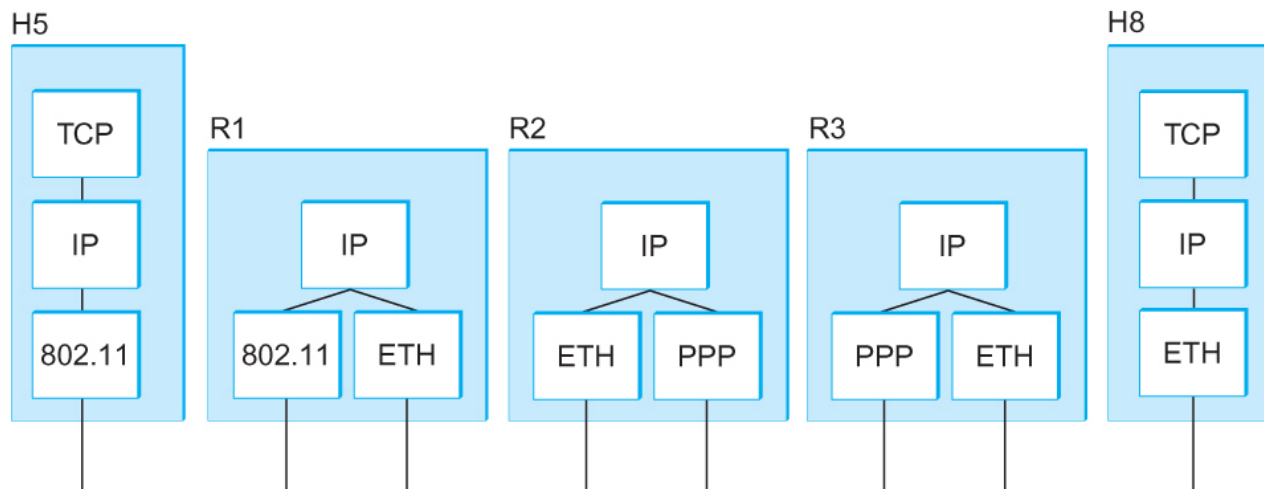 H5
H8
R1
R2
R3
TCP
TCP
IP
IP
IP
IP
IP
802.11
802.11
ETH
ETH
PPP
PPP
ETH
ETH